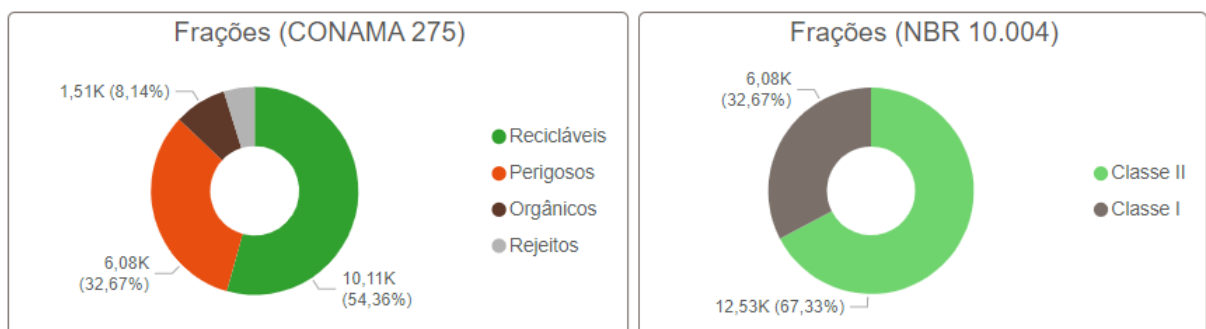 Frações (CONAMA 275)
1,51K (8,14%)
6,08K
(32,67%)
10,11K
(54,36%)
Recicláveis
Perigosos
Orgânicos
Rejeitos
Frações (NBR 10.004)
6,08K
(32,67%)
12,53K (67,33%)
Classe II
Classe I